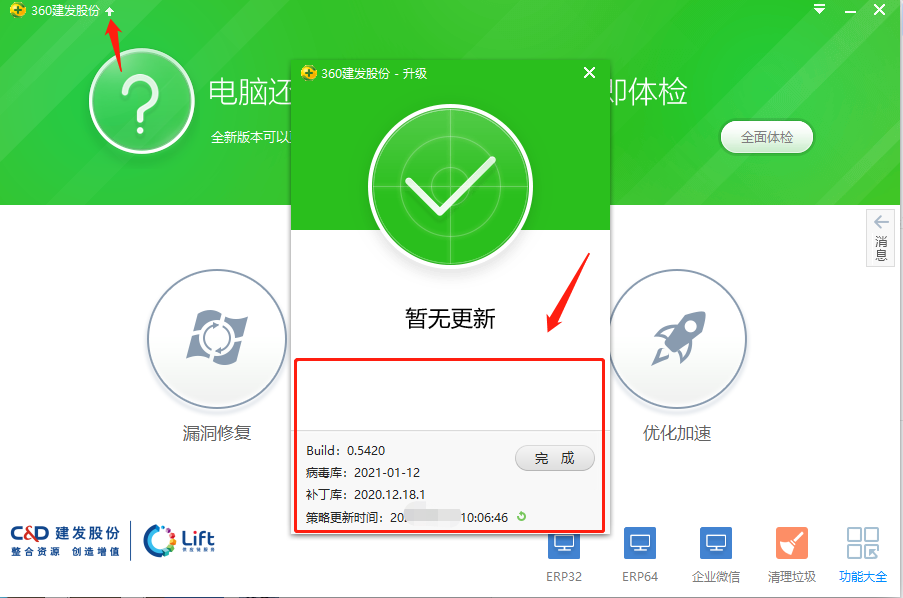 360建发股份
360建发股份 - 升级
电脑还
即体检
全新版本可以
全面体检
消息
暂无更新
漏洞修复
优化加速
Build：0.5420
完 成
病毒库：2021-01-12
补丁库：2020.12.18.1
策略更新时间：20
10:06:46
C&D 建发股份
整合资源 创造增值
Lift
供应链服务
ERP32
ERP64
企业微信
清理垃圾
功能大全